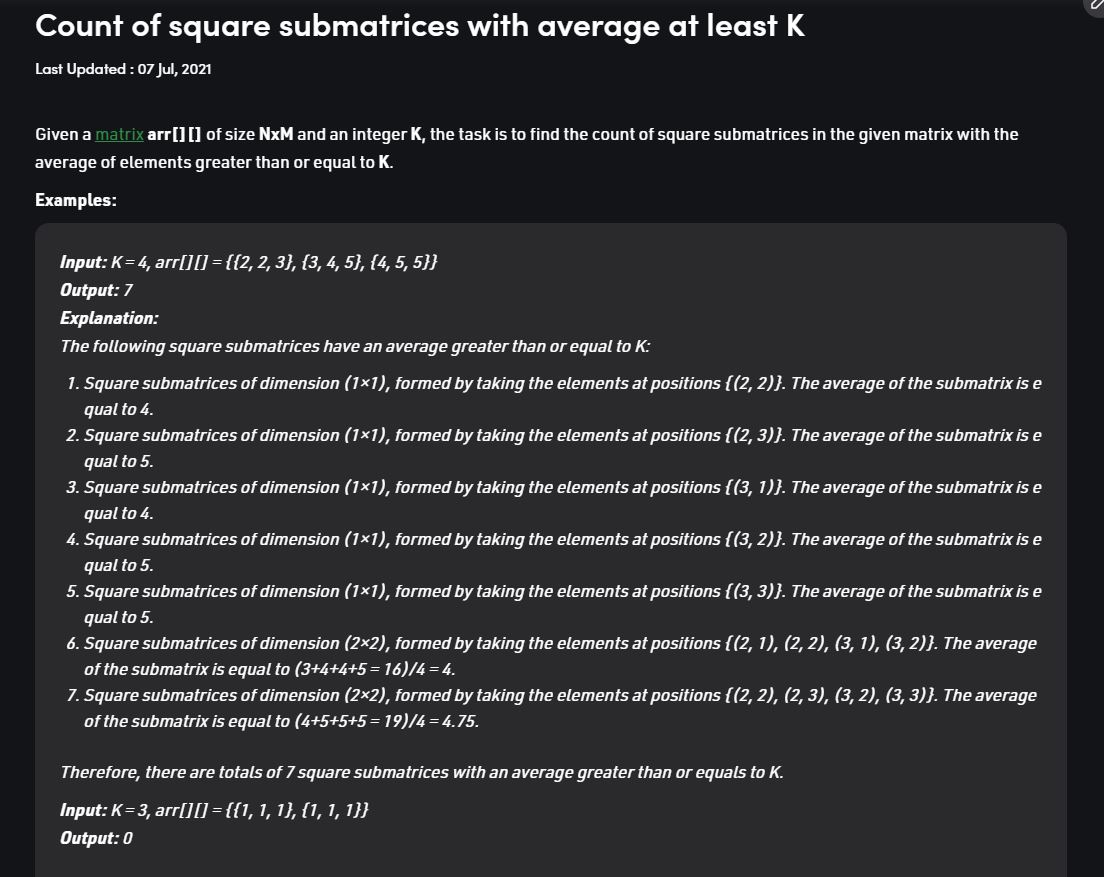 Count of square submatrices with average at least K
Last Updated : 07 Jul, 2021
Given a matrix arr[][] of size NxM and an integer K, the task is to find the count of square submatrices in the given matrix with the
average of elements greater than or equal to K.
Examples:
Input: K = 4, arr[][] = {{2, 2, 3}, {3, 4, 5}, {4, 5, 5}}
Output: 7
Explanation:
The following square submatrices have an average greater than or equal to K:
1. Square submatrices of dimension (1×1), formed by taking the elements at positions {(2, 2)}. The average of the submatrix is e
qual to 4.
2. Square submatrices of dimension (1×1), formed by taking the elements at positions {(2, 3)}. The average of the submatrix is e
qual to 5.
3. Square submatrices of dimension (1×1), formed by taking the elements at positions {(3, 1)}. The average of the submatrix is e
qual to 4.
4. Square submatrices of dimension (1×1), formed by taking the elements at positions {(3, 2)}. The average of the submatrix is e
qual to 5.
5. Square submatrices of dimension (1×1), formed by taking the elements at positions {(3, 3)}. The average of the submatrix is e
qual to 5.
6. Square submatrices of dimension (2×2), formed by taking the elements at positions {(2, 1), (2, 2), (3, 1), (3, 2)}. The average
of the submatrix is equal to (3+4+4+5 = 16)/4 = 4.
7. Square submatrices of dimension (2×2), formed by taking the elements at positions {(2, 2), (2, 3), (3, 2), (3, 3)}. The average
of the submatrix is equal to (4+5+5+5 = 19)/4 = 4.75.
Therefore, there are totals of 7 square submatrices with an average greater than or equals to K.
Input: K = 3, arr[][] = {{1, 1, 1}, {1, 1, 1}}
Output: 0